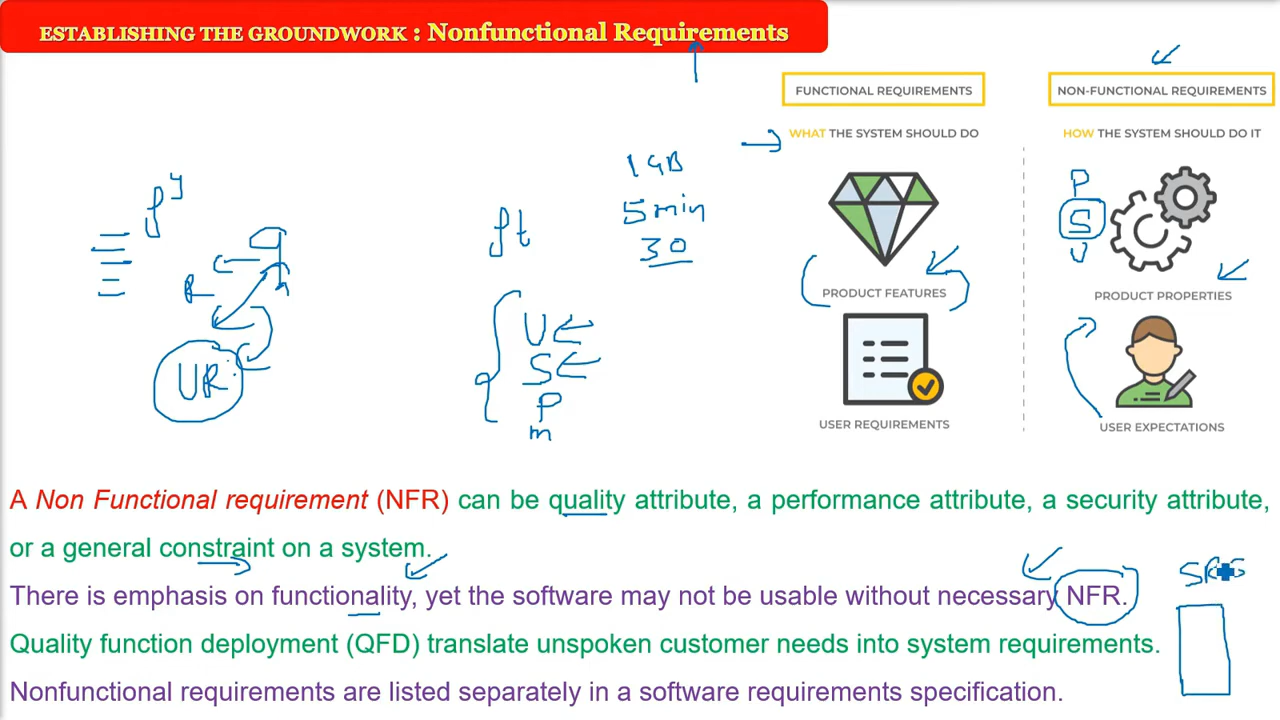 ESTABLISHING THE GROUNDWORK : Nonfunctional Requirements
FUNCTIONAL REQUIREMENTS
WHAT THE SYSTEM SHOULD DO
PRODUCT FEATURES
USER REQUIREMENTS
NON-FUNCTIONAL REQUIREMENTS
HOW THE SYSTEM SHOULD DO IT
P
S
U
PRODUCT PROPERTIES
USER EXPECTATIONS
1GB
5 min
30
UR
U
S
P
m
A Non Functional requirement (NFR) can be quality attribute, a performance attribute, a security attribute,
or a general constraint on a system.
There is emphasis on functionality, yet the software may not be usable without necessary NFR.
Quality function deployment (QFD) translate unspoken customer needs into system requirements.
Nonfunctional requirements are listed separately in a software requirements specification.